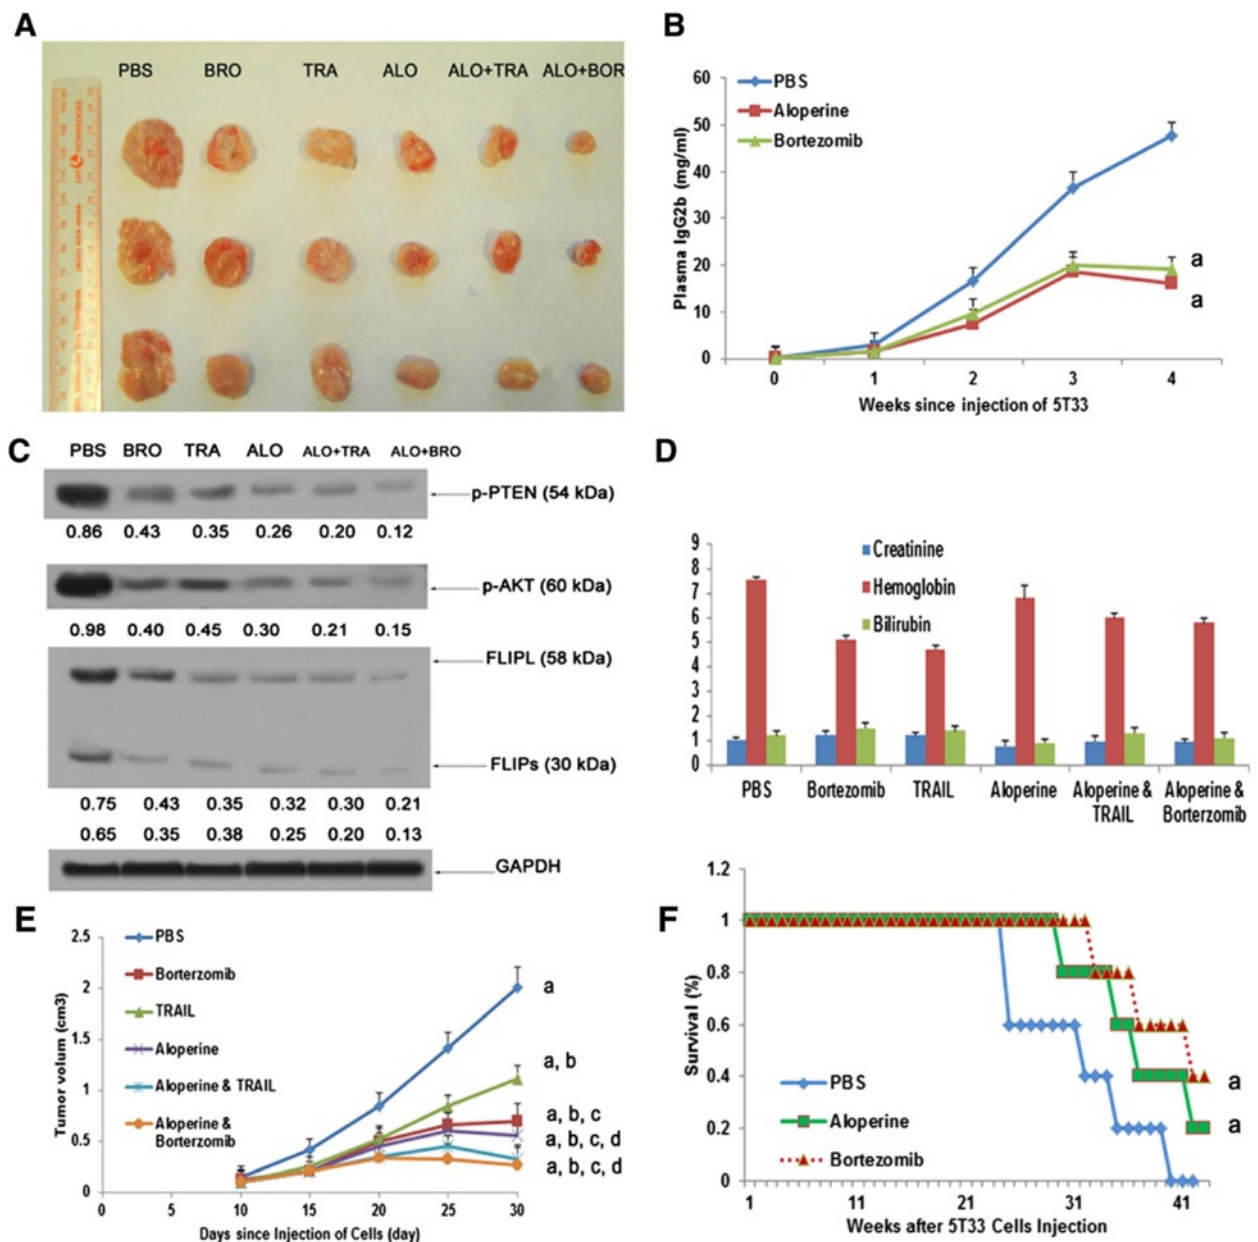 A
PBS BRO TRA ALO ALO+TRA ALO+BOR
B
PBS
Aloperine
Bortezomib
Plasma IgG2b (mg/ml)
60
50
40
30
20
10
0
a
a
0 1 2 3 4
Weeks since injection of 5T33
C
PBS BRO TRA ALO ALO+TRA ALO+BRO
p-PTEN (54 kDa)
0.86 0.43 0.35 0.26 0.20 0.12
p-AKT (60 kDa)
0.98 0.40 0.45 0.30 0.21 0.15
FLIPL (58 kDa)
FLIPs (30 kDa)
0.75 0.43 0.35 0.32 0.30 0.21
0.65 0.35 0.38 0.25 0.20 0.13
GAPDH
D
Creatinine
Hemoglobin
Bilirubin
9
8
7
6
5
4
3
2
1
0
PBS Bortezomib TRAIL Aloperine Aloperine & TRAIL Aloperine & Borterzomib
E
PBS
Borterzomib
TRAIL
Aloperine
Aloperine & TRAIL
Aloperine &
Borterzomib
Tumor volum (cm3)
2.5
2
1.5
1
0.5
0
a
a, b
a, b, c
a, b, c, d
a, b, c, d
0 5 10 15 20 25 30
Days since Injection of Cells (day)
F
Survival (%)
1.2
1
0.8
0.6
0.4
0.2
0
PBS
Aloperine
Bortezomib
a
a
1 11 21 31 41
Weeks after 5T33 Cells Injection